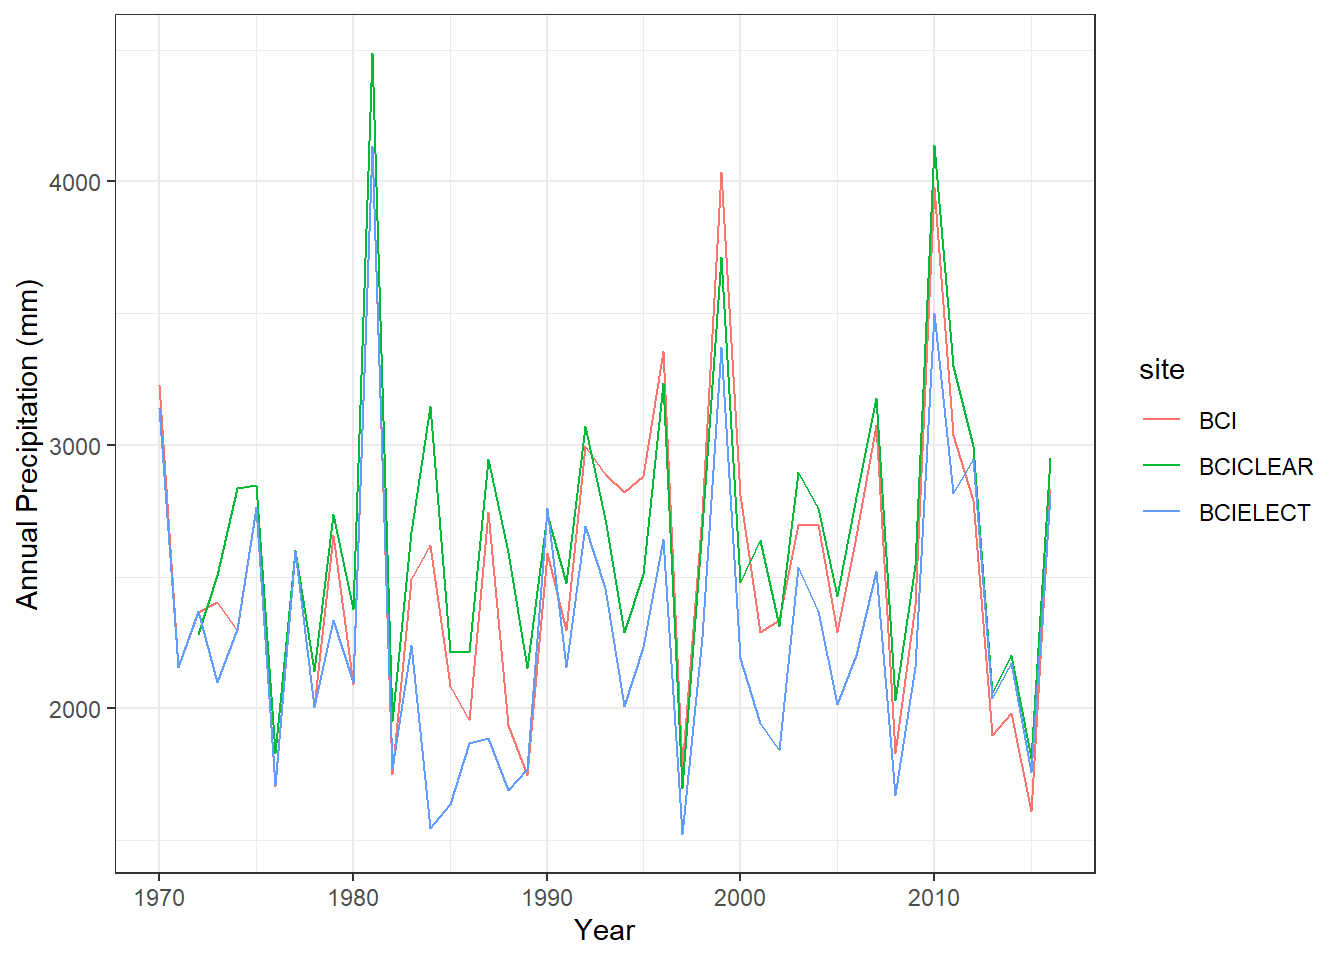 Annual Precipitation (mm)
4000
3000
2000
1970
1980
1990
2000
2010
Year
site
BCI
BCICLEAR
BCIELECT